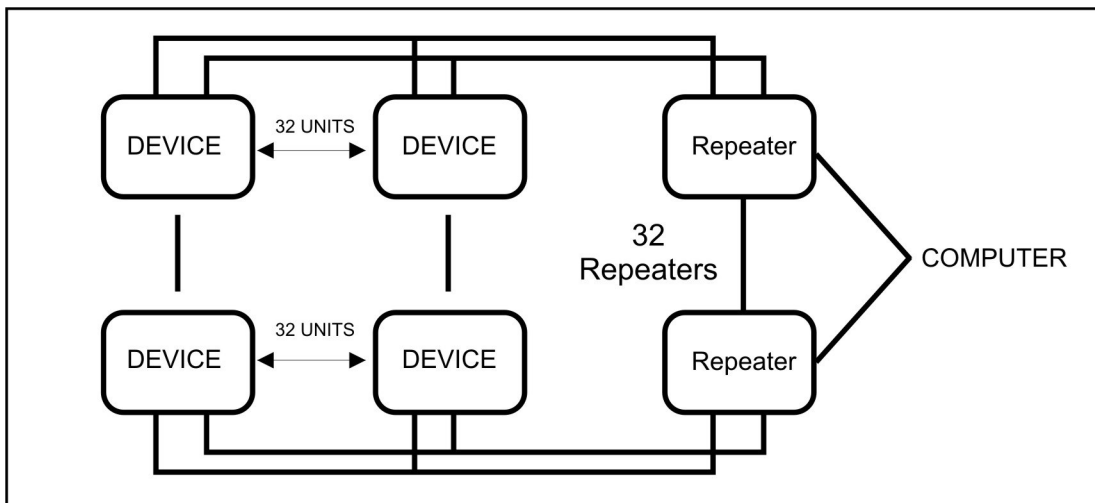 DEVICE
32 UNITS
DEVICE
Repeater
32
Repeaters
COMPUTER
DEVICE
32 UNITS
DEVICE
Repeater